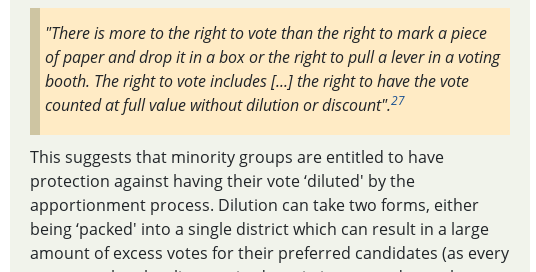 "There is more to the right to vote than the right to mark a piece
of paper and drop it in a box or the right to pull a lever in a voting
booth. The right to vote includes [...] the right to have the vote
counted at full value without dilution or discount".27
This suggests that minority groups are entitled to have
protection against having their vote ‘diluted' by the
apportionment process. Dilution can take two forms, either
being ‘packed' into a single district which can result in a large
amount of excess votes for their preferred candidates (as every